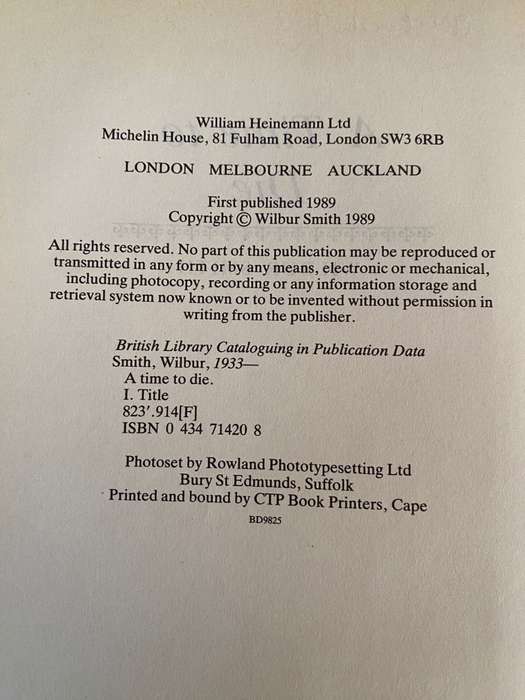 William Heinemann Ltd
Michelin House, 81 Fulham Road, London SW3 6RB
LONDON MELBOURNE AUCKLAND
First published 1989
Copyright © Wilbur Smith 1989
All rights reserved. No part of this publication may be reproduced or
transmitted in any form or by any means, electronic or mechanical,
including photocopy, recording or any information storage and
retrieval system now known or to be invented without permission in
writing from the publisher.
British Library Cataloguing in Publication Data
Smith, Wilbur, 1933—
A time to die.
I. Title
823′.914[F]
ISBN 0 434 71420 8
Photoset by Rowland Phototypesetting Ltd
Bury St Edmunds, Suffolk
Printed and bound by CTP Book Printers, Cape
BD9825